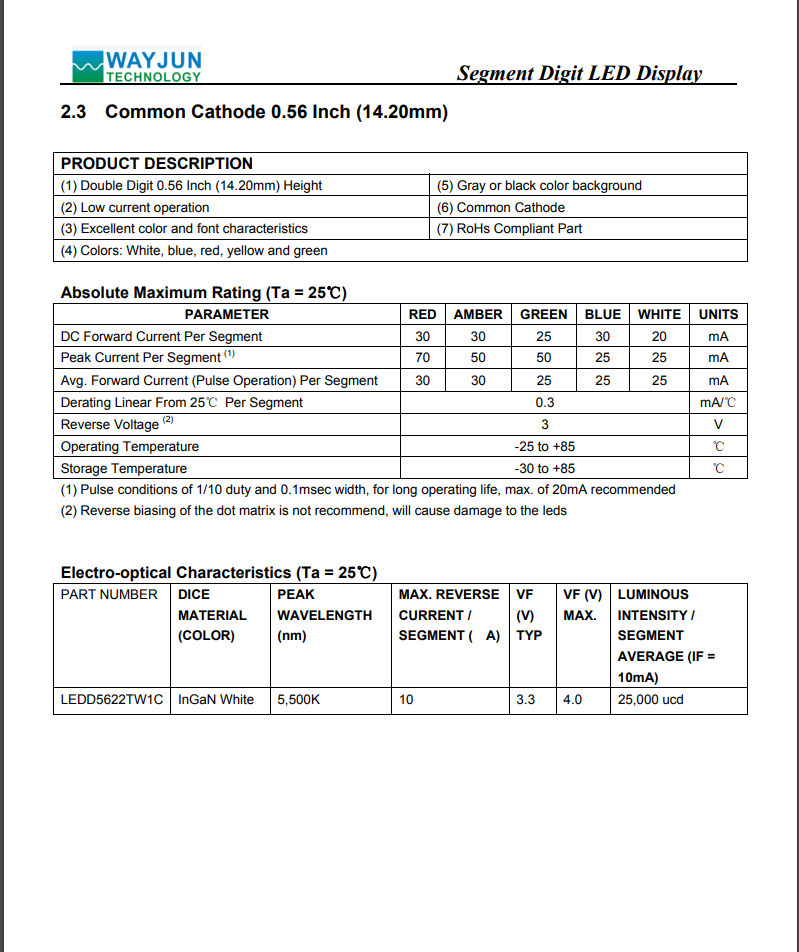 WAYJUN
TECHNOLOGY
Segment Digit LED Display
2.3 Common Cathode 0.56 Inch (14.20mm)
PRODUCT DESCRIPTION
(1) Double Digit 0.56 Inch (14.20mm) Height (5) Gray or black color background
(2) Low current operation (6) Common Cathode
(3) Excellent color and font characteristics (7) RoHs Compliant Part
(4) Colors: White, blue, red, yellow and green
Absolute Maximum Rating (Ta = 25℃)
PARAMETER RED AMBER GREEN BLUE WHITE UNITS
DC Forward Current Per Segment 30 30 25 30 20 mA
Peak Current Per Segment (1) 70 50 50 25 25 mA
Avg. Forward Current (Pulse Operation) Per Segment 30 30 25 25 25 mA
Derating Linear From 25℃ Per Segment 0.3 mA/℃
Reverse Voltage (2) 3 V
Operating Temperature -25 to +85 ℃
Storage Temperature -30 to +85 ℃
(1) Pulse conditions of 1/10 duty and 0.1msec width, for long operating life, max. of 20mA recommended
(2) Reverse biasing of the dot matrix is not recommend, will cause damage to the leds
Electro-optical Characteristics (Ta = 25℃)
PART NUMBER DICE PEAK MAX. REVERSE VF VF (V) LUMINOUS
MATERIAL WAVELENGTH CURRENT / (V) MAX. INTENSITY /
(COLOR) (nm) SEGMENT ( A) TYP SEGMENT
AVERAGE (IF =
10mA)
LEDD5622TW1C InGaN White 5,500K 10 3.3 4.0 25,000 ucd